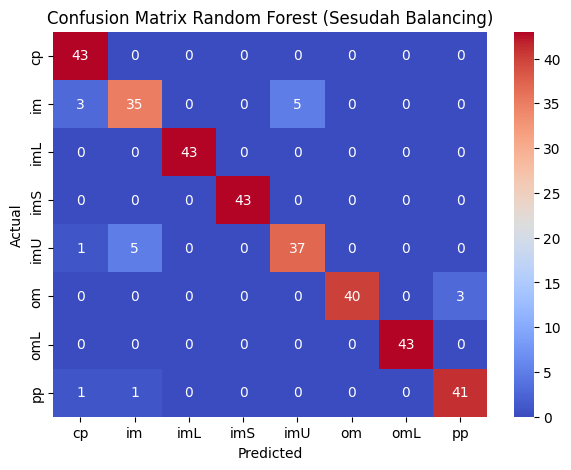 Confusion Matrix Random Forest (Sesudah Balancing)
cp 43 0 0 0 0 0 0 0
im 3 35 0 0 5 0 0 0
imL 0 0 43 0 0 0 0 0
imS 0 0 0 43 0 0 0 0
imU 1 5 0 0 37 0 0 0
om 0 0 0 0 0 40 0 3
omL 0 0 0 0 0 0 43 0
pp 1 1 0 0 0 0 0 41
cp im imL imS imU om omL pp
Actual
Predicted
40
35
30
25
20
15
10
5
0